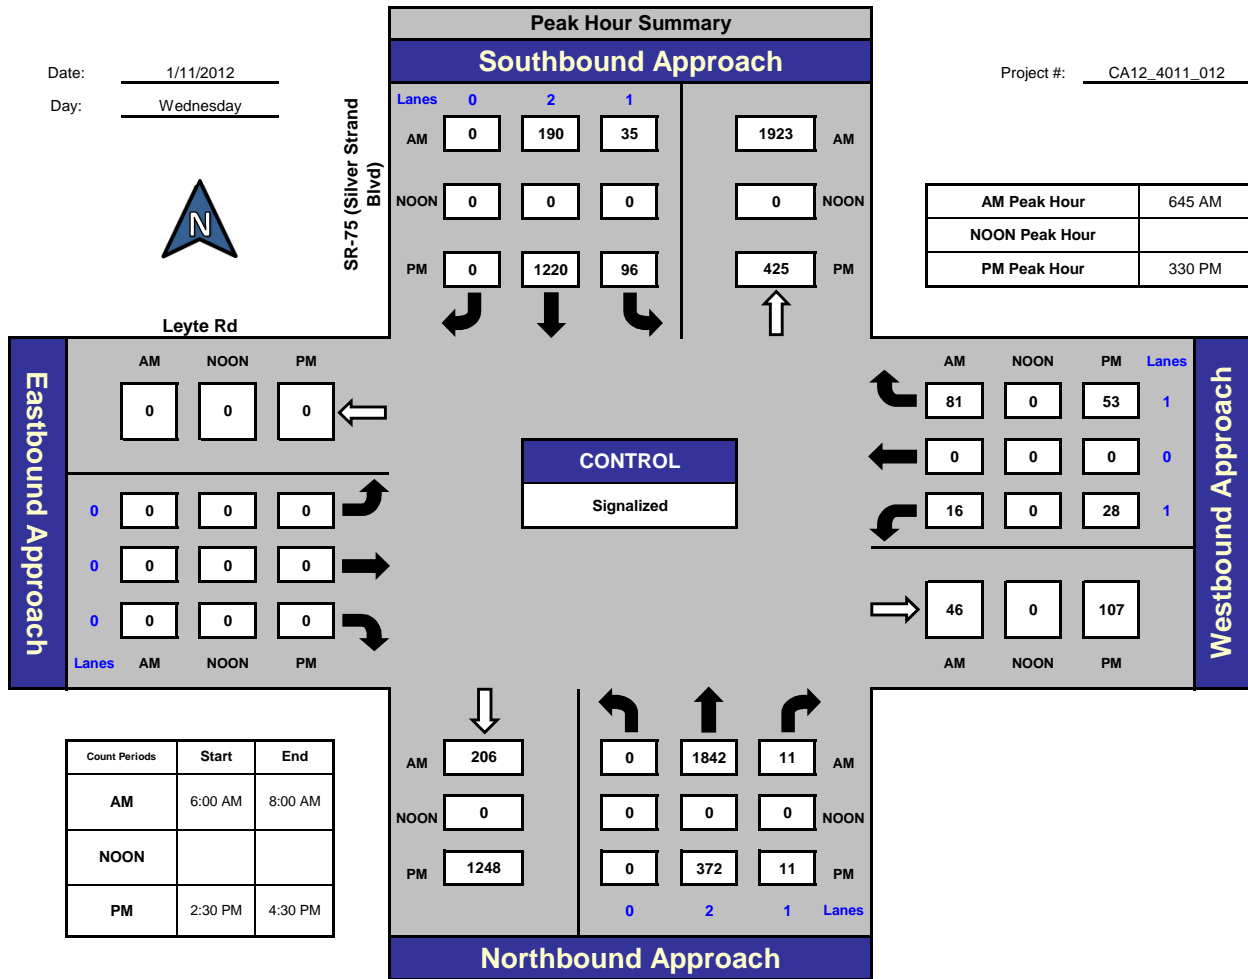 Peak Hour Summary
Southbound Approach
Date: 1/11/2012
Day: Wednesday
Project #: CA12_4011_012
SR-75 (Silver Strand
Blvd)
Lanes 0 2 1
AM 0 190 35 1923 AM
NOON 0 0 0 0 NOON
PM 0 1220 96 425 PM
N
AM Peak Hour 645 AM
NOON Peak Hour
PM Peak Hour 330 PM
Leyte Rd
Eastbound Approach
AM NOON PM
0 0 0
0 0 0 0
0 0 0 0
0 0 0 0
Lanes AM NOON PM
CONTROL
Signalized
AM NOON PM Lanes
81 0 53 1
0 0 0 0
16 0 28 1
46 0 107
AM NOON PM
Westbound Approach
Count Periods Start End
AM 6:00 AM 8:00 AM
NOON
PM 2:30 PM 4:30 PM
AM 206 0 1842 11 AM
NOON 0 0 0 0 NOON
PM 1248 0 372 11 PM
0 2 1 Lanes
Northbound Approach